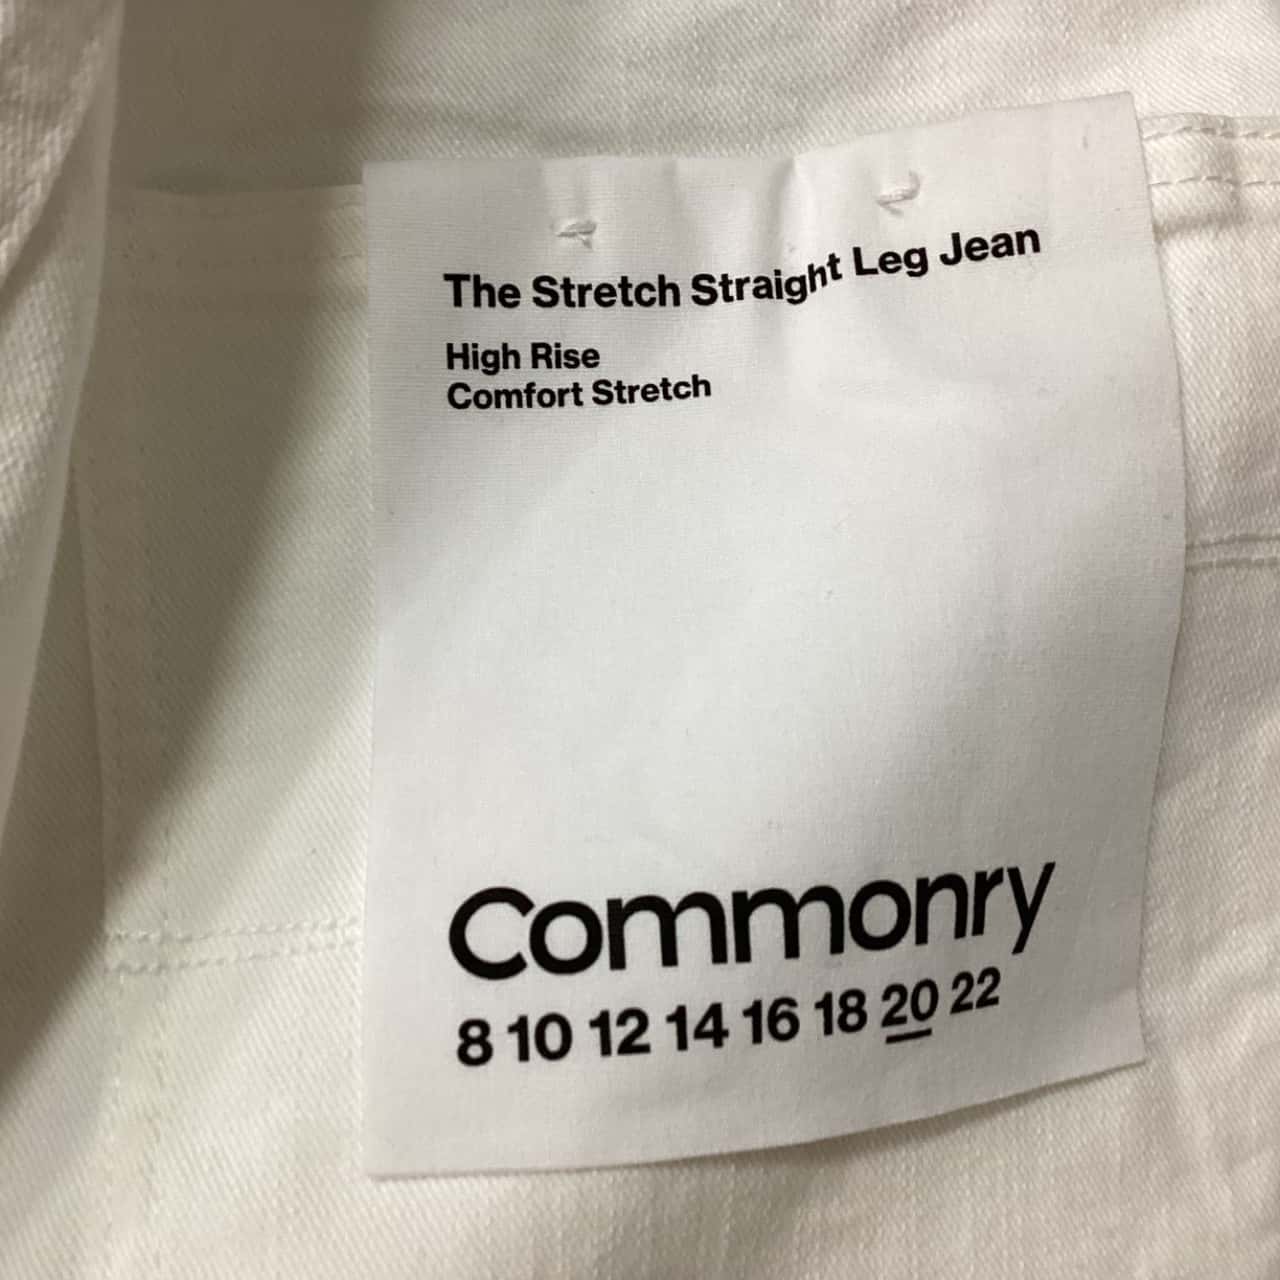 The Stretch Straight Leg Jean
High Rise
Comfort Stretch
Commonry
8 10 12 14 16 18 20 22